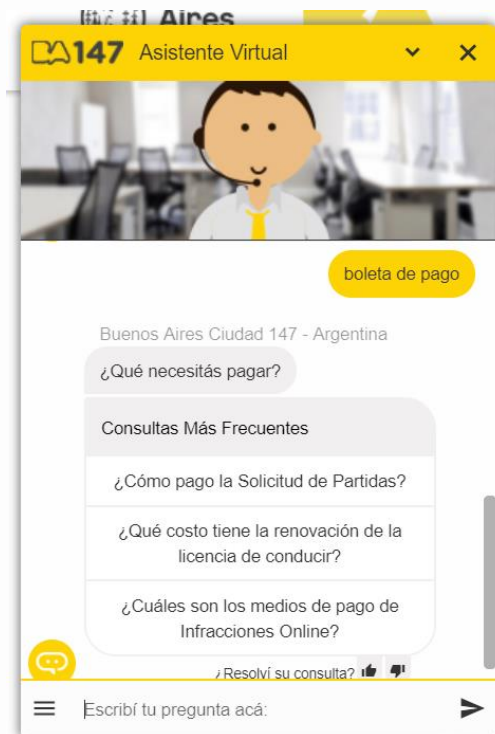 Aires
BA147 Asistente Virtual
boleta de pago
Buenos Aires Ciudad 147 - Argentina
¿Qué necesitás pagar?
Consultas Más Frecuentes
¿Cómo pago la Solicitud de Partidas?
¿Qué costo tiene la renovación de la
licencia de conducir?
¿Cuáles son los medios de pago de
Infracciones Online?
¿Resolví su consulta?
Escribí tu pregunta acá: